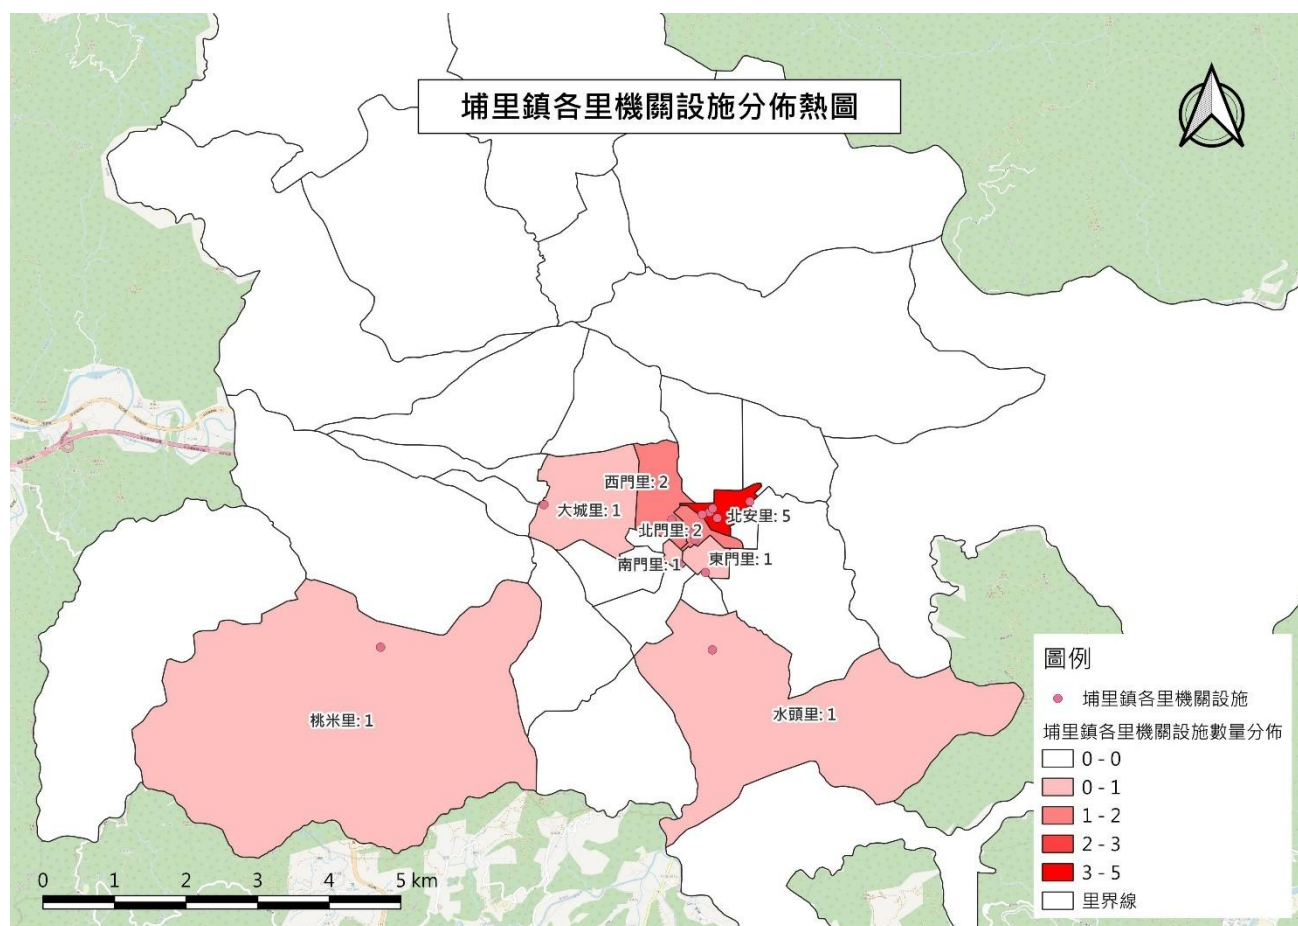 埔里鎮各里機關設施分佈熱圖
西門里: 2
大城里: 1
北安里: 5
北門里: 2
南門里: 1
東門里: 1
桃米里: 1
水頭里: 1
圖例
埔里鎮各里機關設施
埔里鎮各里機關設施數量分佈
0 - 0
0 - 1
1 - 2
2 - 3
3 - 5
里界線
0 1 2 3 4 5 km